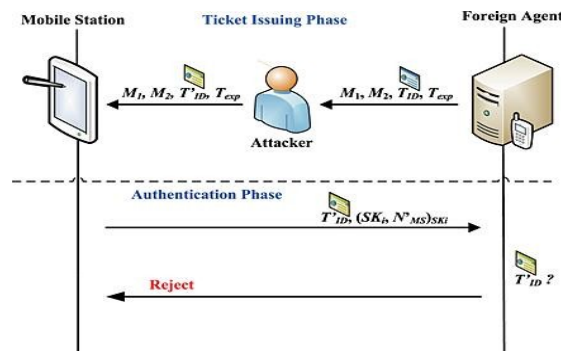 Ticket Issuing Phase
Mobile Station
Foreign Agent
M₁, M₂, T'ID, Texp
M₁, M₂, TID, Texp
Attacker
Authentication Phase
T'ID, (SKᵢ, N'MS)SKi
T'ID ?
Reject